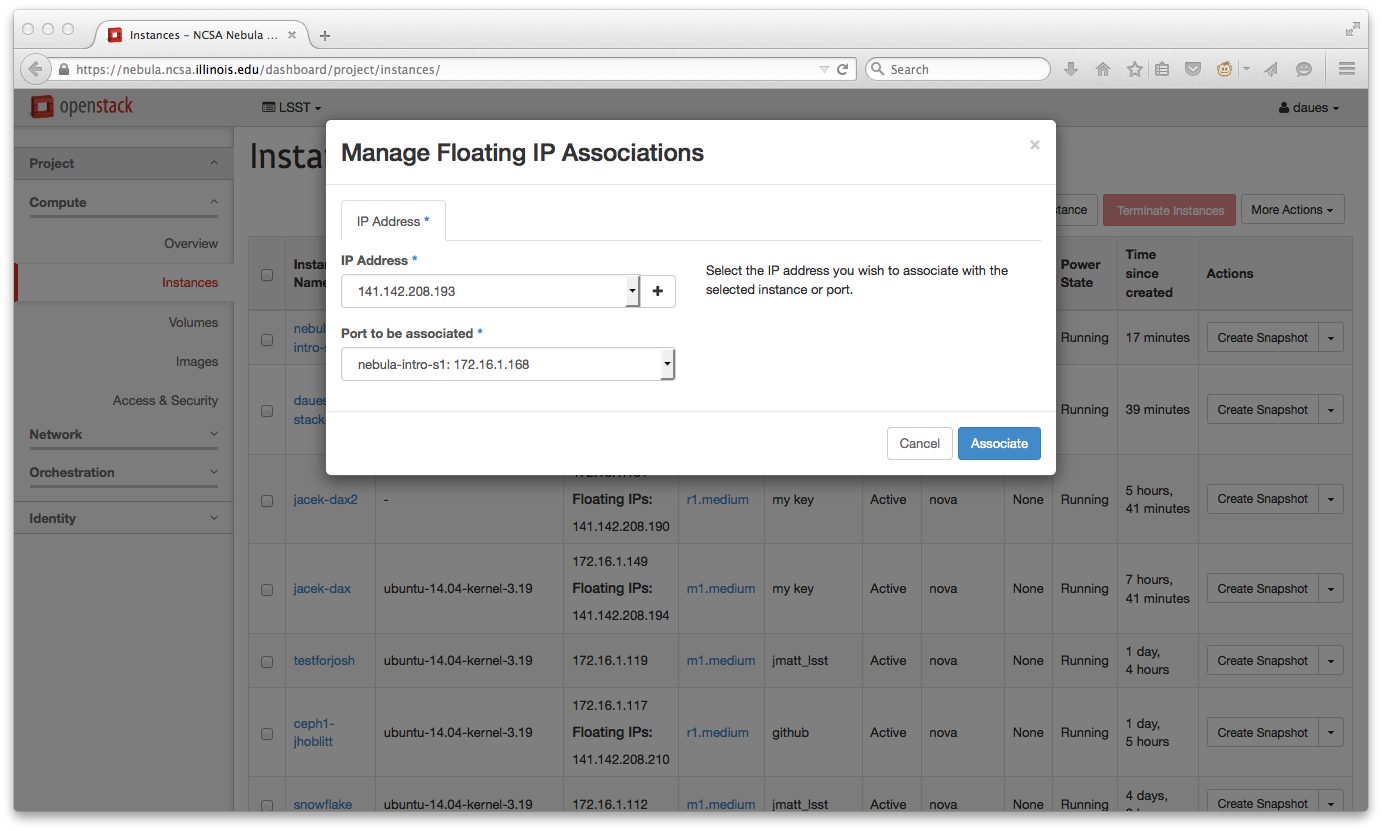 Instances – NCSA Nebula ...
https://nebula.ncsa.illinois.edu/dashboard/project/instances/
Search
openstack
LSST
daues
Project
Compute
Overview
Instances
Volumes
Images
Access & Security
Network
Orchestration
Identity
Insta
Manage Floating IP Associations
×
IP Address *
IP Address *
141.142.208.193
+
Select the IP address you wish to associate with the
selected instance or port.
Port to be associated *
nebula-intro-s1: 172.16.1.168
Cancel
Associate
stance
Terminate Instances
More Actions
Instan
Name
Power
State
Time
since
created
Actions
nebul
intro-s
Running
17 minutes
Create Snapshot
daues
stack
Running
39 minutes
Create Snapshot
jacek-dax2
-
Floating IPs:
141.142.208.190
r1.medium
my key
Active
nova
None
Running
5 hours,
41 minutes
Create Snapshot
jacek-dax
ubuntu-14.04-kernel-3.19
172.16.1.149
Floating IPs:
141.142.208.194
m1.medium
my key
Active
nova
None
Running
7 hours,
41 minutes
Create Snapshot
testforjosh
ubuntu-14.04-kernel-3.19
172.16.1.119
m1.medium
jmatt_lsst
Active
nova
None
Running
1 day,
4 hours
Create Snapshot
ceph1-
jhoblitt
ubuntu-14.04-kernel-3.19
172.16.1.117
Floating IPs:
141.142.208.210
r1.medium
github
Active
nova
None
Running
1 day,
5 hours
Create Snapshot
snowflake
ubuntu-14.04-kernel-3.19
172.16.1.112
m1.medium
jmatt_lsst
Active
nova
None
Running
4 days,
Create Snapshot